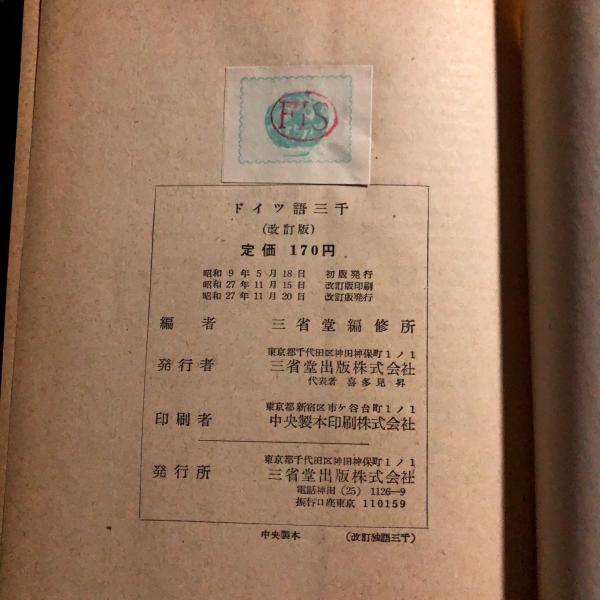 FIS
ドイツ語三千
(改訂版)
定価 170円
昭和 9 年 5 月 18 日 初版発行
昭和 27 年 11 月 15 日 改訂版印刷
昭和 27 年 11 月 20 日 改訂版発行
編者 三省堂編修所
東京都千代田区神田神保町1ノ1
発行者 三省堂出版株式会社
代表者 喜多見 昇
東京都新宿区市ケ谷台町1ノ1
印刷者 中央製本印刷株式会社
東京都千代田区神田神保町1ノ1
発行所 三省堂出版株式会社
電話神田 (25) 1126—9
振替口座東京 110159
中央製本 (改訂独語三千)